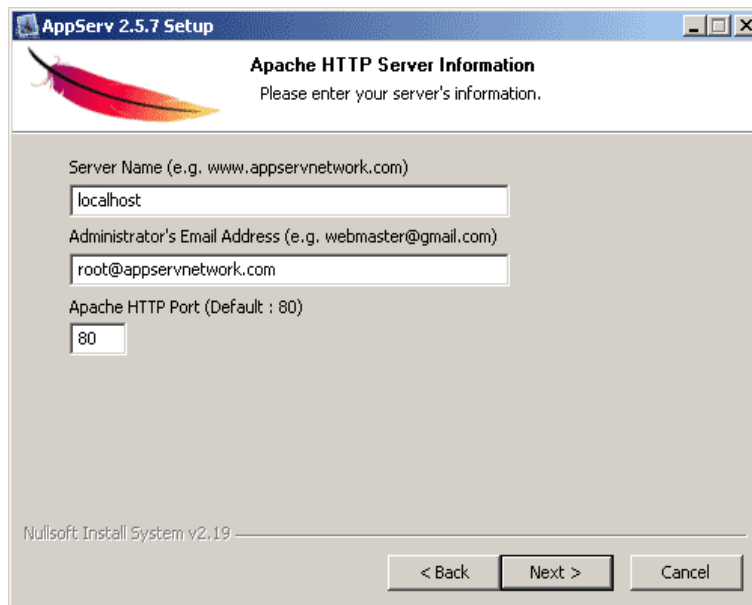 AppServ 2.5.7 Setup
Apache HTTP Server Information
Please enter your server's information.
Server Name (e.g. www.appservnetwork.com)
localhost
Administrator's Email Address (e.g. webmaster@gmail.com)
root@appservnetwork.com
Apache HTTP Port (Default : 80)
80
Nullsoft Install System v2.19
< Back Next > Cancel